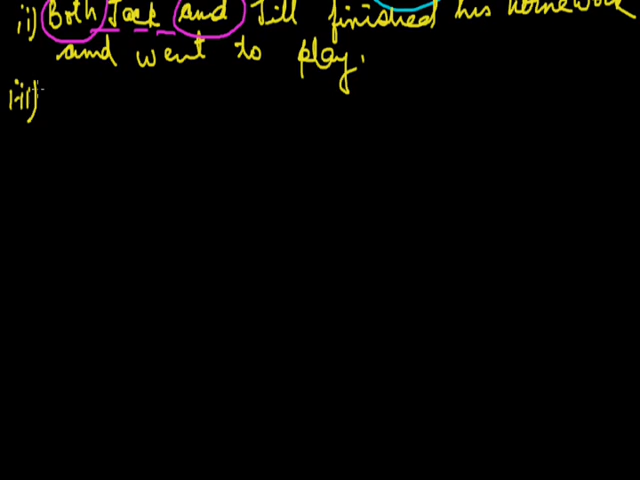 ii) Both Jack and Jill finished his homework
and went to play.
iii)